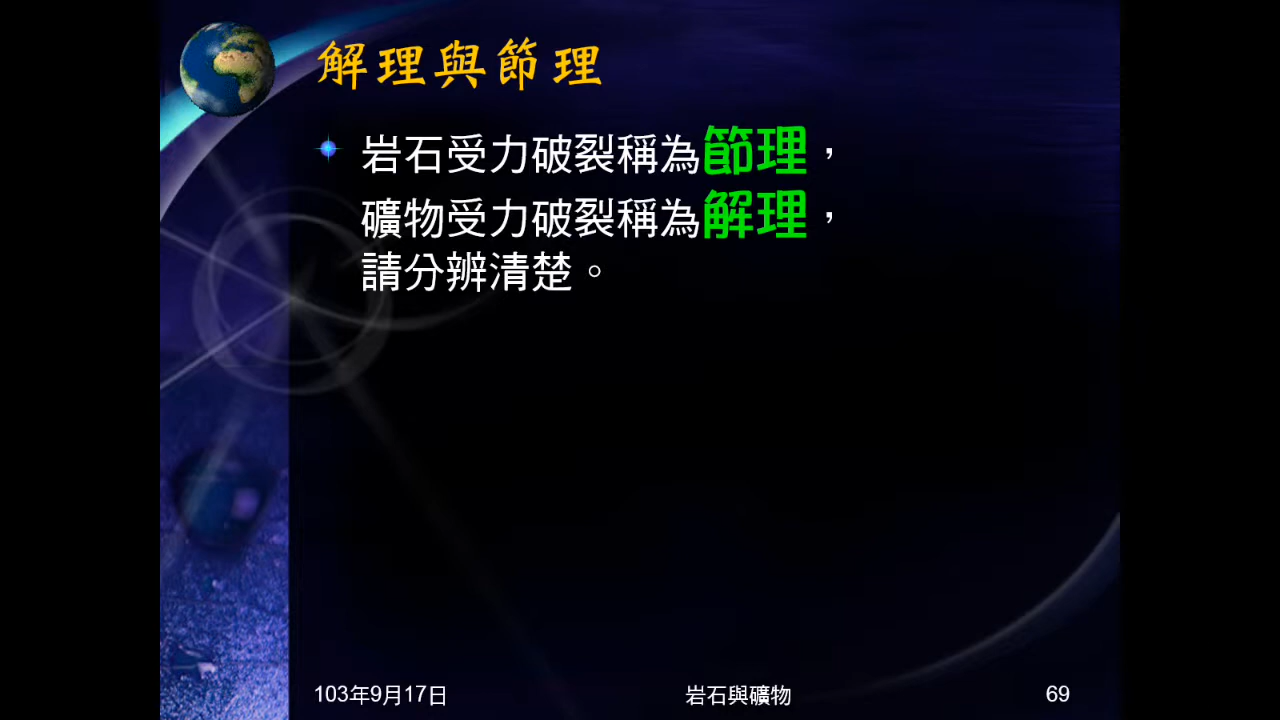 解理與節理
岩石受力破裂稱為節理，
礦物受力破裂稱為解理，
請分辨清楚。
103年9月17日
岩石與礦物
69